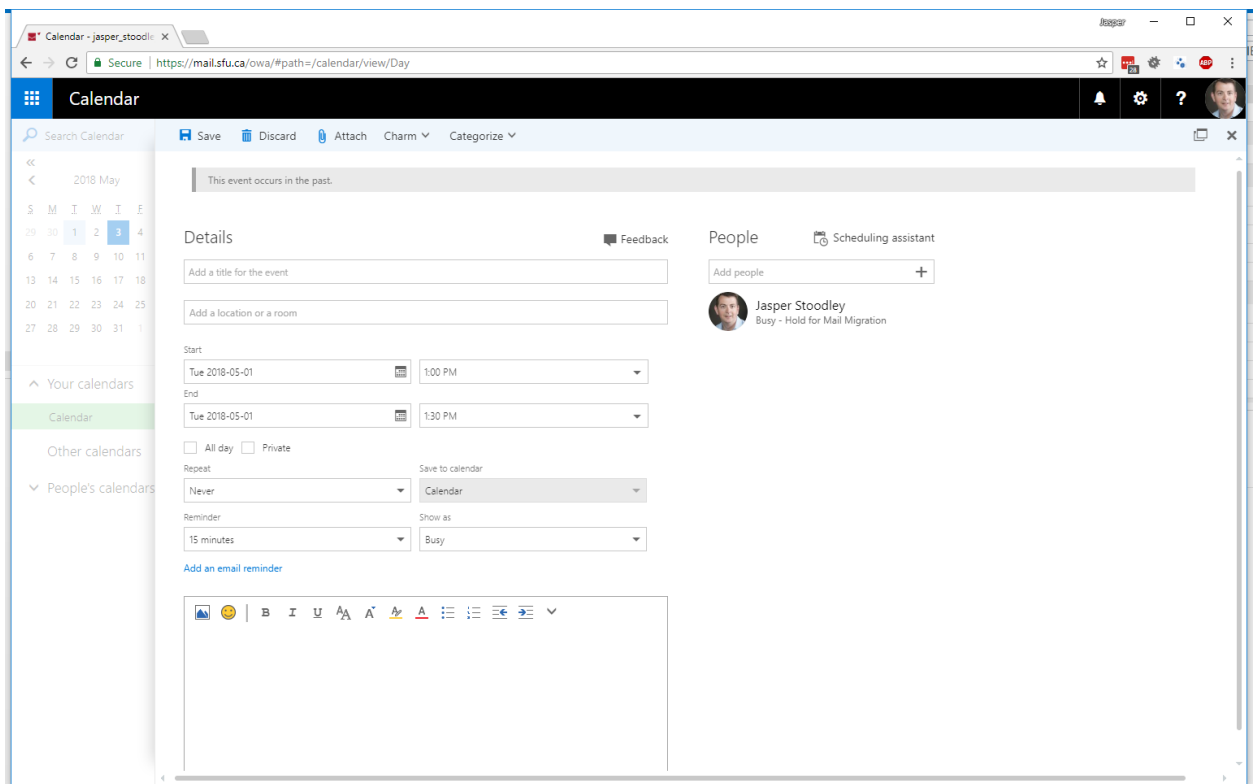 Jasper
Calendar - jasper_stoodle
Secure https://mail.sfu.ca/owa/#path=/calendar/view/Day
28
ABP
Calendar
?
Search Calendar
Save Discard Attach Charm Categorize
2018 May
This event occurs in the past.
S M T W T F
29 30 1 2 3 4
6 7 8 9 10 11
13 14 15 16 17 18
20 21 22 23 24 25
27 28 29 30 31 1
Details
Feedback
People
Scheduling assistant
Add a title for the event
Add people
Add a location or a room
Jasper Stoodley
Busy - Hold for Mail Migration
Start
Tue 2018-05-01 1:00 PM
End
Tue 2018-05-01 1:30 PM
All day Private
Repeat Save to calendar
Never Calendar
Reminder Show as
15 minutes Busy
Add an email reminder
Your calendars
Calendar
Other calendars
People's calendars
B I U AA A A